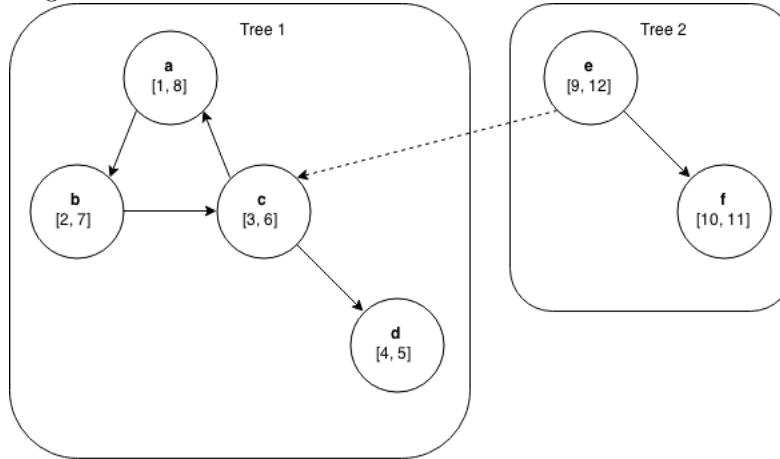 Tree 1
Tree 2
a
[1, 8]
e
[9, 12]
b
[2, 7]
c
[3, 6]
f
[10, 11]
d
[4, 5]